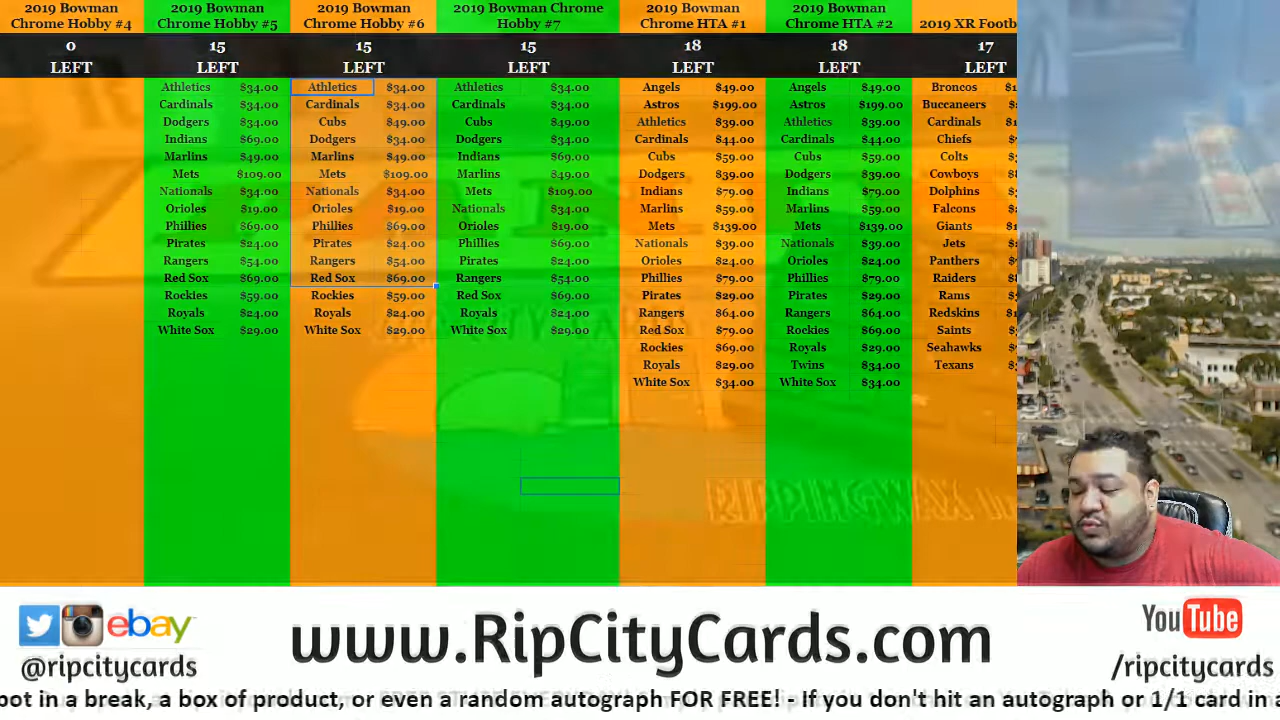 2019 Bowman Chrome Hobby #4
0
LEFT
2019 Bowman Chrome Hobby #5
15
LEFT
Athletics $34.00
Cardinals $34.00
Dodgers $34.00
Indians $69.00
Marlins $49.00
Mets $109.00
Nationals $34.00
Orioles $19.00
Phillies $69.00
Pirates $24.00
Rangers $54.00
Red Sox $69.00
Rockies $59.00
Royals $24.00
White Sox $29.00
2019 Bowman Chrome Hobby #6
15
LEFT
Athletics $34.00
Cardinals $34.00
Cubs $49.00
Dodgers $34.00
Marlins $49.00
Mets $109.00
Nationals $34.00
Orioles $19.00
Phillies $69.00
Pirates $24.00
Rangers $54.00
Red Sox $69.00
Rockies $59.00
Royals $24.00
White Sox $29.00
2019 Bowman Chrome Hobby #7
15
LEFT
Athletics $34.00
Cardinals $34.00
Cubs $49.00
Dodgers $34.00
Indians $69.00
Marlins $49.00
Mets $109.00
Nationals $34.00
Orioles $19.00
Phillies $69.00
Pirates $24.00
Rangers $54.00
Red Sox $69.00
Royals $24.00
White Sox $29.00
2019 Bowman Chrome HTA #1
18
LEFT
Angels $49.00
Astros $199.00
Athletics $39.00
Cardinals $44.00
Cubs $59.00
Dodgers $39.00
Indians $79.00
Marlins $59.00
Mets $139.00
Nationals $39.00
Orioles $24.00
Phillies $79.00
Pirates $29.00
Rangers $64.00
Red Sox $79.00
Rockies $69.00
Royals $29.00
White Sox $34.00
2019 Bowman Chrome HTA #2
18
LEFT
Angels $49.00
Astros $199.00
Athletics $39.00
Cardinals $44.00
Cubs $59.00
Dodgers $39.00
Indians $79.00
Marlins $59.00
Mets $139.00
Nationals $39.00
Orioles $24.00
Phillies $79.00
Pirates $29.00
Rangers $64.00
Rockies $69.00
Royals $29.00
Twins $34.00
White Sox $34.00
2019 XR Footb
17
LEFT
Broncos
Buccaneers
Cardinals
Chiefs
Colts
Cowboys
Dolphins
Falcons
Giants
Jets
Panthers
Raiders
Rams
Redskins
Saints
Seahawks
Texans
RIPPINGWAX
ebay
@ripcitycards
www.RipCityCards.com
YouTube
/ripcitycards
pot in a break, a box of product, or even a random autograph FOR FREE! - If you don't hit an autograph or 1/1 card in a